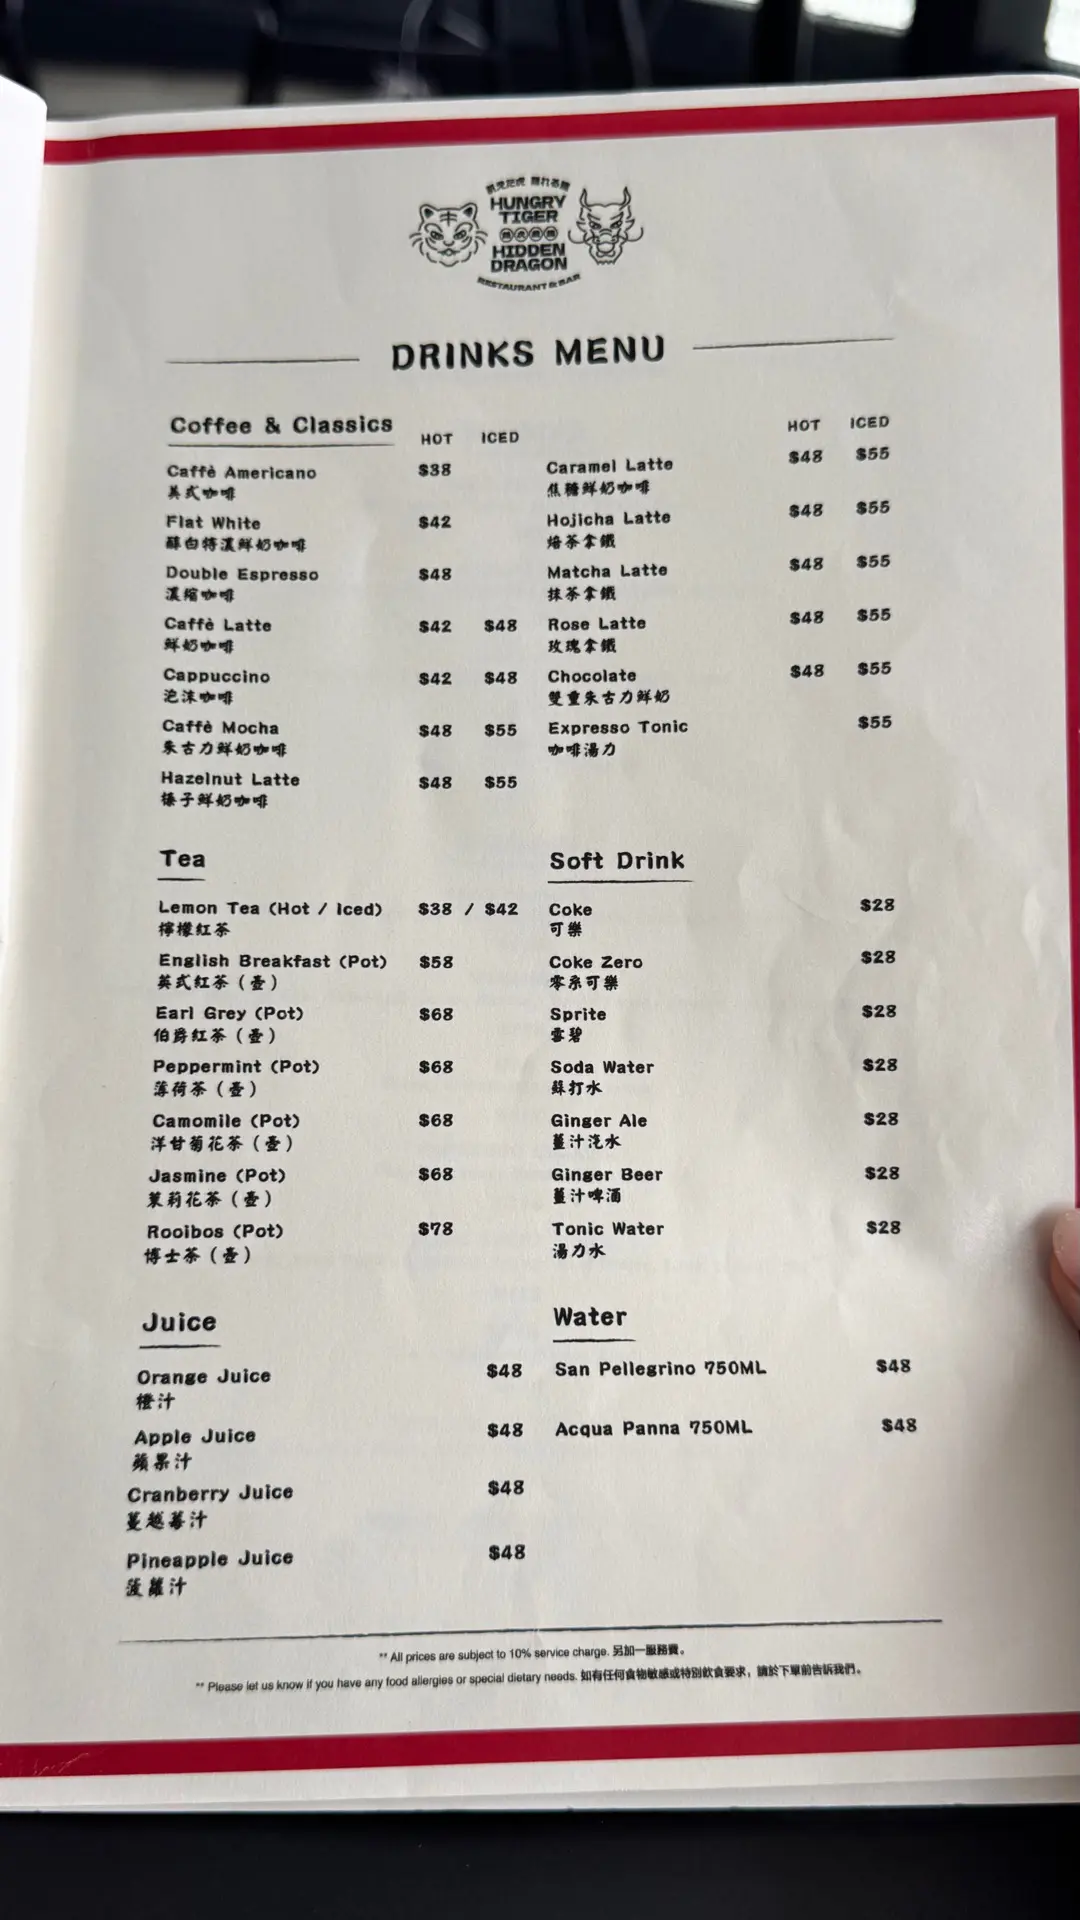 HUNGRY
TIGER
HIDDEN
DRAGON
RESTAURANT & BAR
DRINKS MENU
Coffee & Classics
HOT ICED
Caffè Americano $38
美式咖啡
Flat White $42
醇白特濃鮮奶咖啡
Double Espresso $48
濃縮咖啡
Caffè Latte $42 $48
鮮奶咖啡
Cappuccino $42 $48
泡沫咖啡
Caffè Mocha $48 $55
朱古力鮮奶咖啡
Hazelnut Latte $48 $55
榛子鮮奶咖啡
HOT ICED
Caramel Latte $48 $55
焦糖鮮奶咖啡
Hojicha Latte $48 $55
焙茶拿鐵
Matcha Latte $48 $55
抹茶拿鐵
Rose Latte $48 $55
玫瑰拿鐵
Chocolate $48 $55
雙重朱古力鮮奶
Expresso Tonic $55
咖啡湯力
Tea
Lemon Tea (Hot / Iced) $38 / $42
檸檬紅茶
English Breakfast (Pot) $58
英式紅茶（壺）
Earl Grey (Pot) $68
伯爵紅茶（壺）
Peppermint (Pot) $68
薄荷茶（壺）
Camomile (Pot) $68
洋甘菊花茶（壺）
Jasmine (Pot) $68
茉莉花茶（壺）
Rooibos (Pot) $78
博士茶（壺）
Soft Drink
Coke $28
可樂
Coke Zero $28
零系可樂
Sprite $28
雪碧
Soda Water $28
蘇打水
Ginger Ale $28
薑汁汽水
Ginger Beer $28
薑汁啤酒
Tonic Water $28
湯力水
Juice
Orange Juice $48
橙汁
Apple Juice $48
蘋果汁
Cranberry Juice $48
蔓越莓汁
Pineapple Juice $48
菠蘿汁
Water
San Pellegrino 750ML $48
Acqua Panna 750ML $48
** All prices are subject to 10% service charge. 另加一服務費。
** Please let us know if you have any food allergies or special dietary needs. 如有任何食物敏感或特別飲食要求，請於下單前告訴我們。